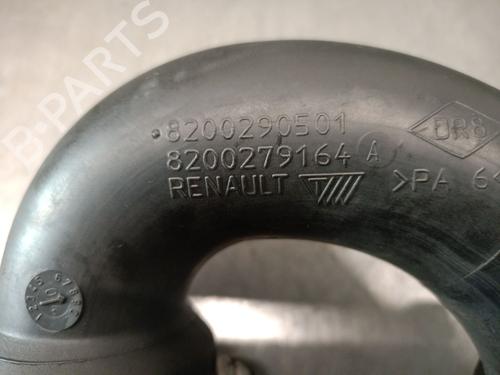 B-PARTS
8200290501
8200279164 A
RENAULT
DR8
>PA 6<